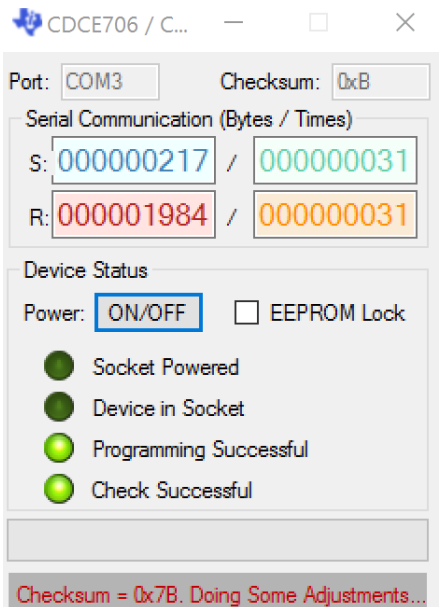 CDCE706 / C...
Port: COM3 Checksum: 0xB
Serial Communication (Bytes / Times)
S: 000000217 / 000000031
R: 000001984 / 000000031
Device Status
Power: ON/OFF EEPROM Lock
Socket Powered
Device in Socket
Programming Successful
Check Successful
Checksum = 0x7B. Doing Some Adjustments...